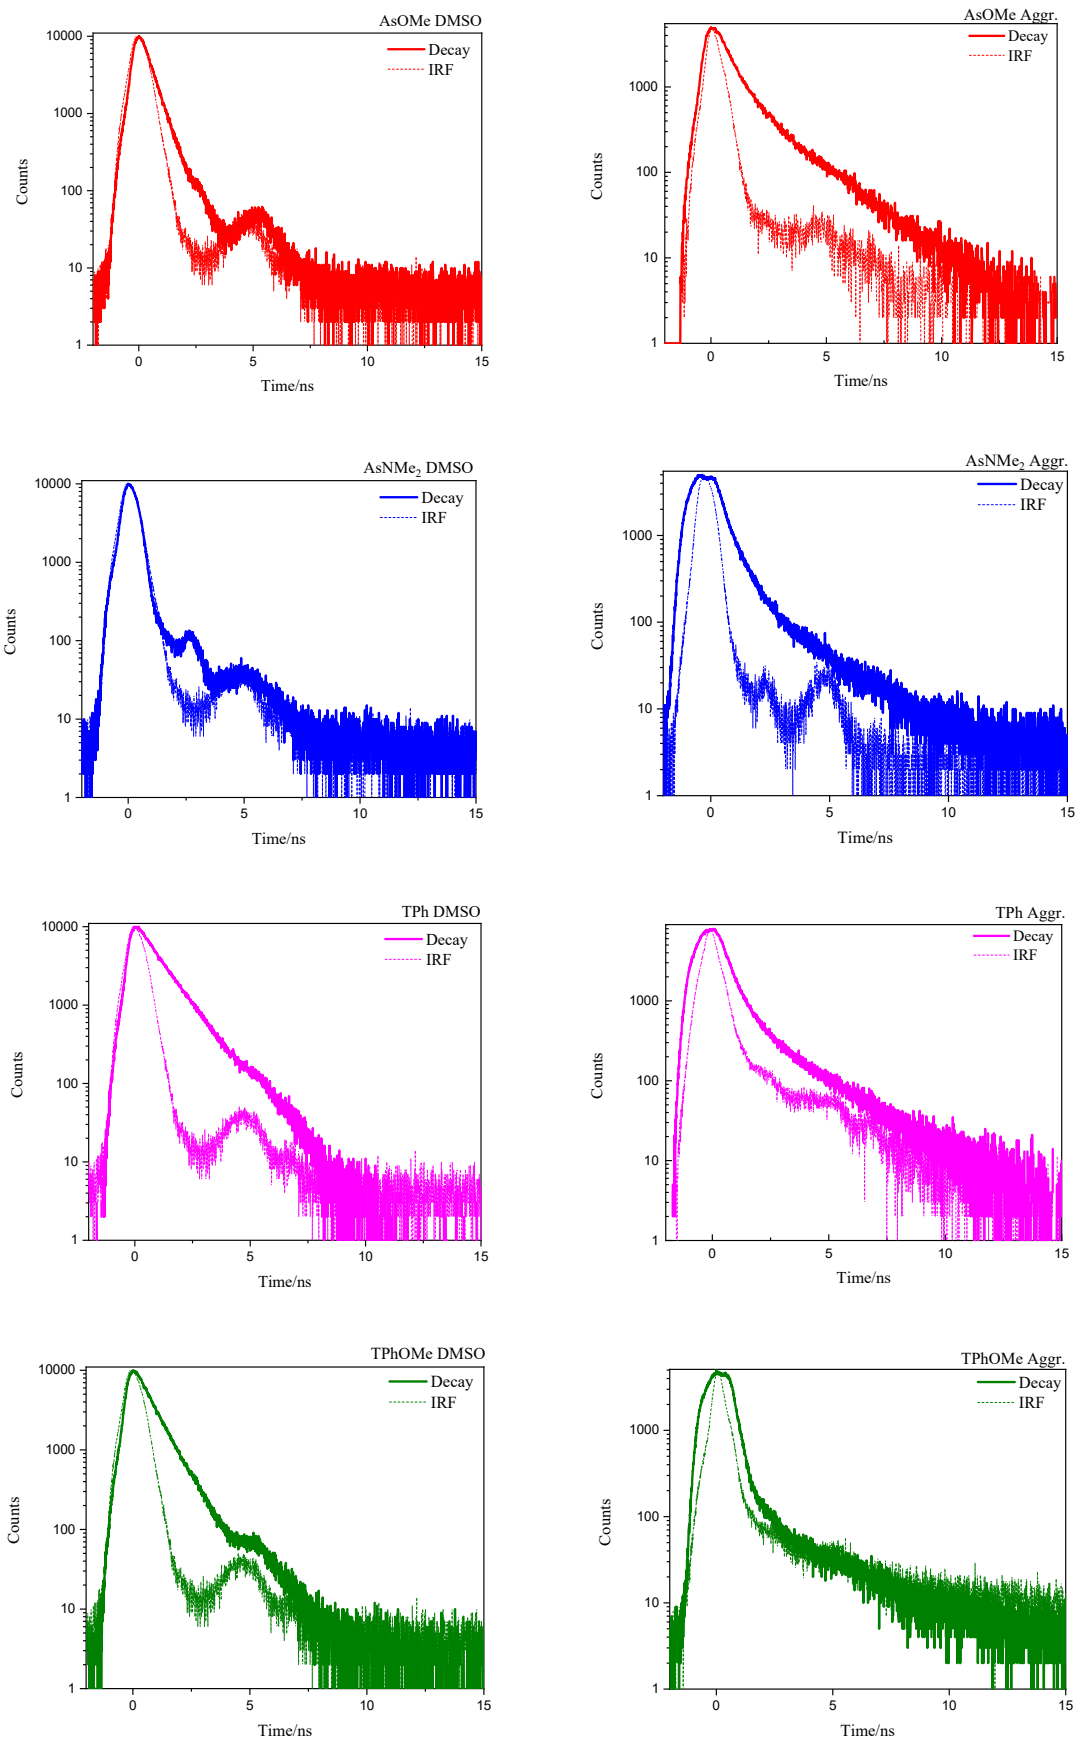 AsOMe DMSO
Decay
IRF
10000
1000
100
10
1
Counts
0
5
10
15
Time/ns
AsOMe Aggr.
Decay
IRF
1000
100
10
1
Counts
0
5
10
15
Time/ns
AsNMe₂ DMSO
Decay
IRF
10000
1000
100
10
1
Counts
0
5
10
15
Time/ns
AsNMe₂ Aggr.
Decay
IRF
1000
100
10
1
Counts
0
5
10
15
Time/ns
TPh DMSO
Decay
IRF
10000
1000
100
10
1
Counts
0
5
10
15
Time/ns
TPh Aggr.
Decay
IRF
1000
100
10
1
Counts
0
5
10
15
Time/ns
TPhOMe DMSO
Decay
IRF
10000
1000
100
10
1
Counts
0
5
10
15
Time/ns
TPhOMe Aggr.
Decay
IRF
1000
100
10
1
Counts
0
5
10
15
Time/ns